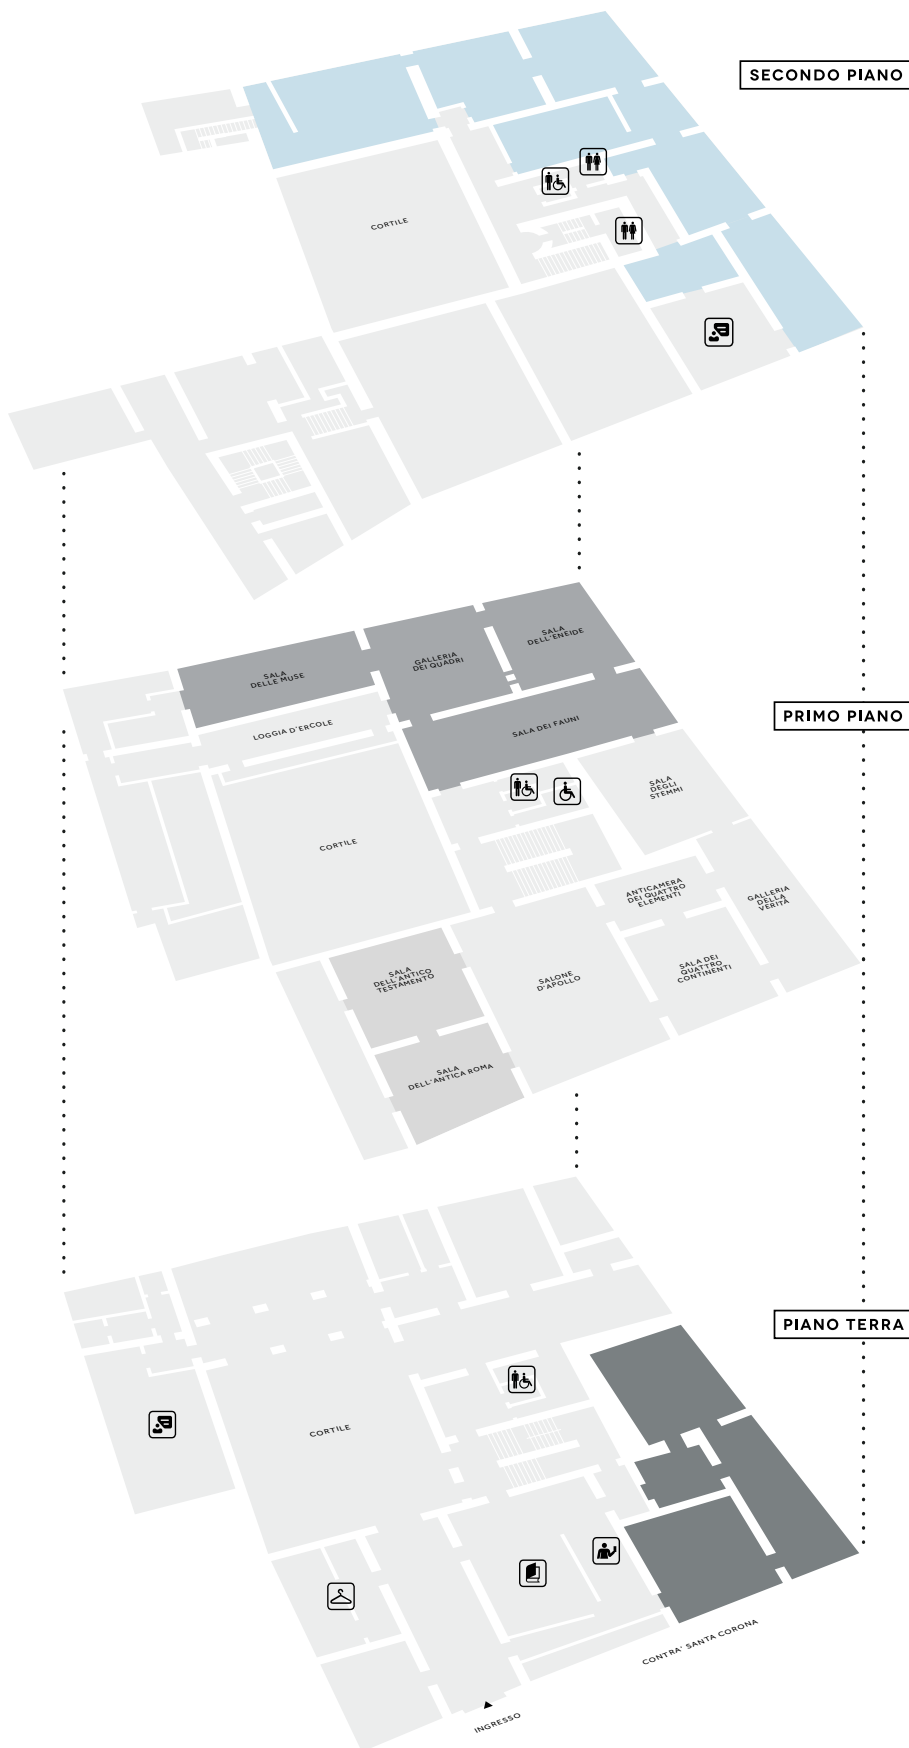 SECONDO PIANO
CORTILE
SALA
DELL'ENEIDE
GALLERIA
DEI QUADRI
SALA
DELLE MUSE
PRIMO PIANO
LOGGIA D'ERCOLE
SALA DEI FAUNI
SALA
DEGLI
STEMMI
CORTILE
ANTICAMERA
DEI QUATTRO
ELEMENTI
GALLERIA
DELLA
VERITÀ
SALA
DELL'ANTICO
TESTAMENTO
SALONE
D'APOLLO
SALA DEI
QUATTRO
CONTINENTI
SALA
DELL'ANTICA ROMA
PIANO TERRA
CORTILE
CONTRA' SANTA CORONA
INGRESSO